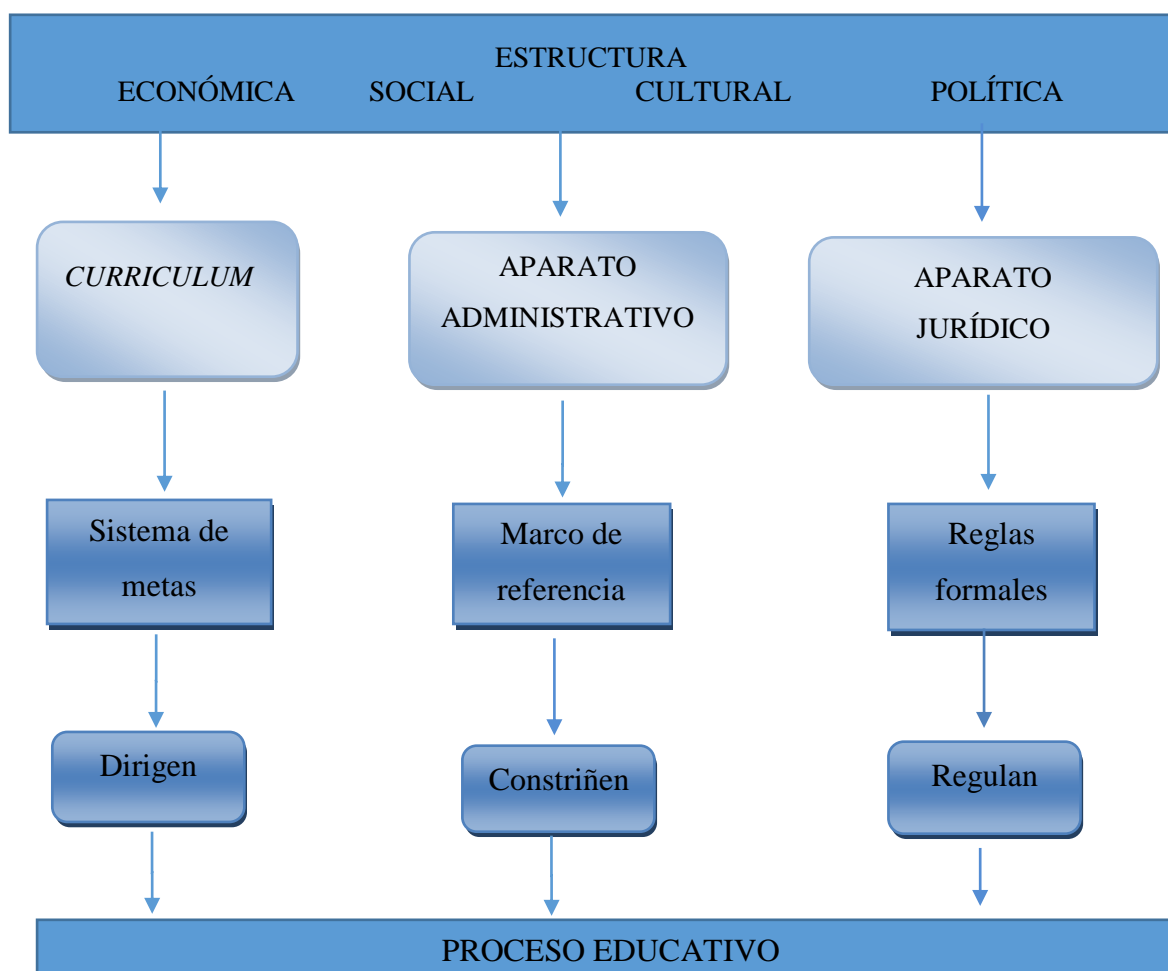 ESTRUCTURA
ECONÓMICA SOCIAL CULTURAL POLÍTICA
CURRICULUM
APARATO
ADMINISTRATIVO
APARATO
JURÍDICO
Sistema de
metas
Marco de
referencia
Reglas
formales
Dirigen
Constriñen
Regulan
PROCESO EDUCATIVO